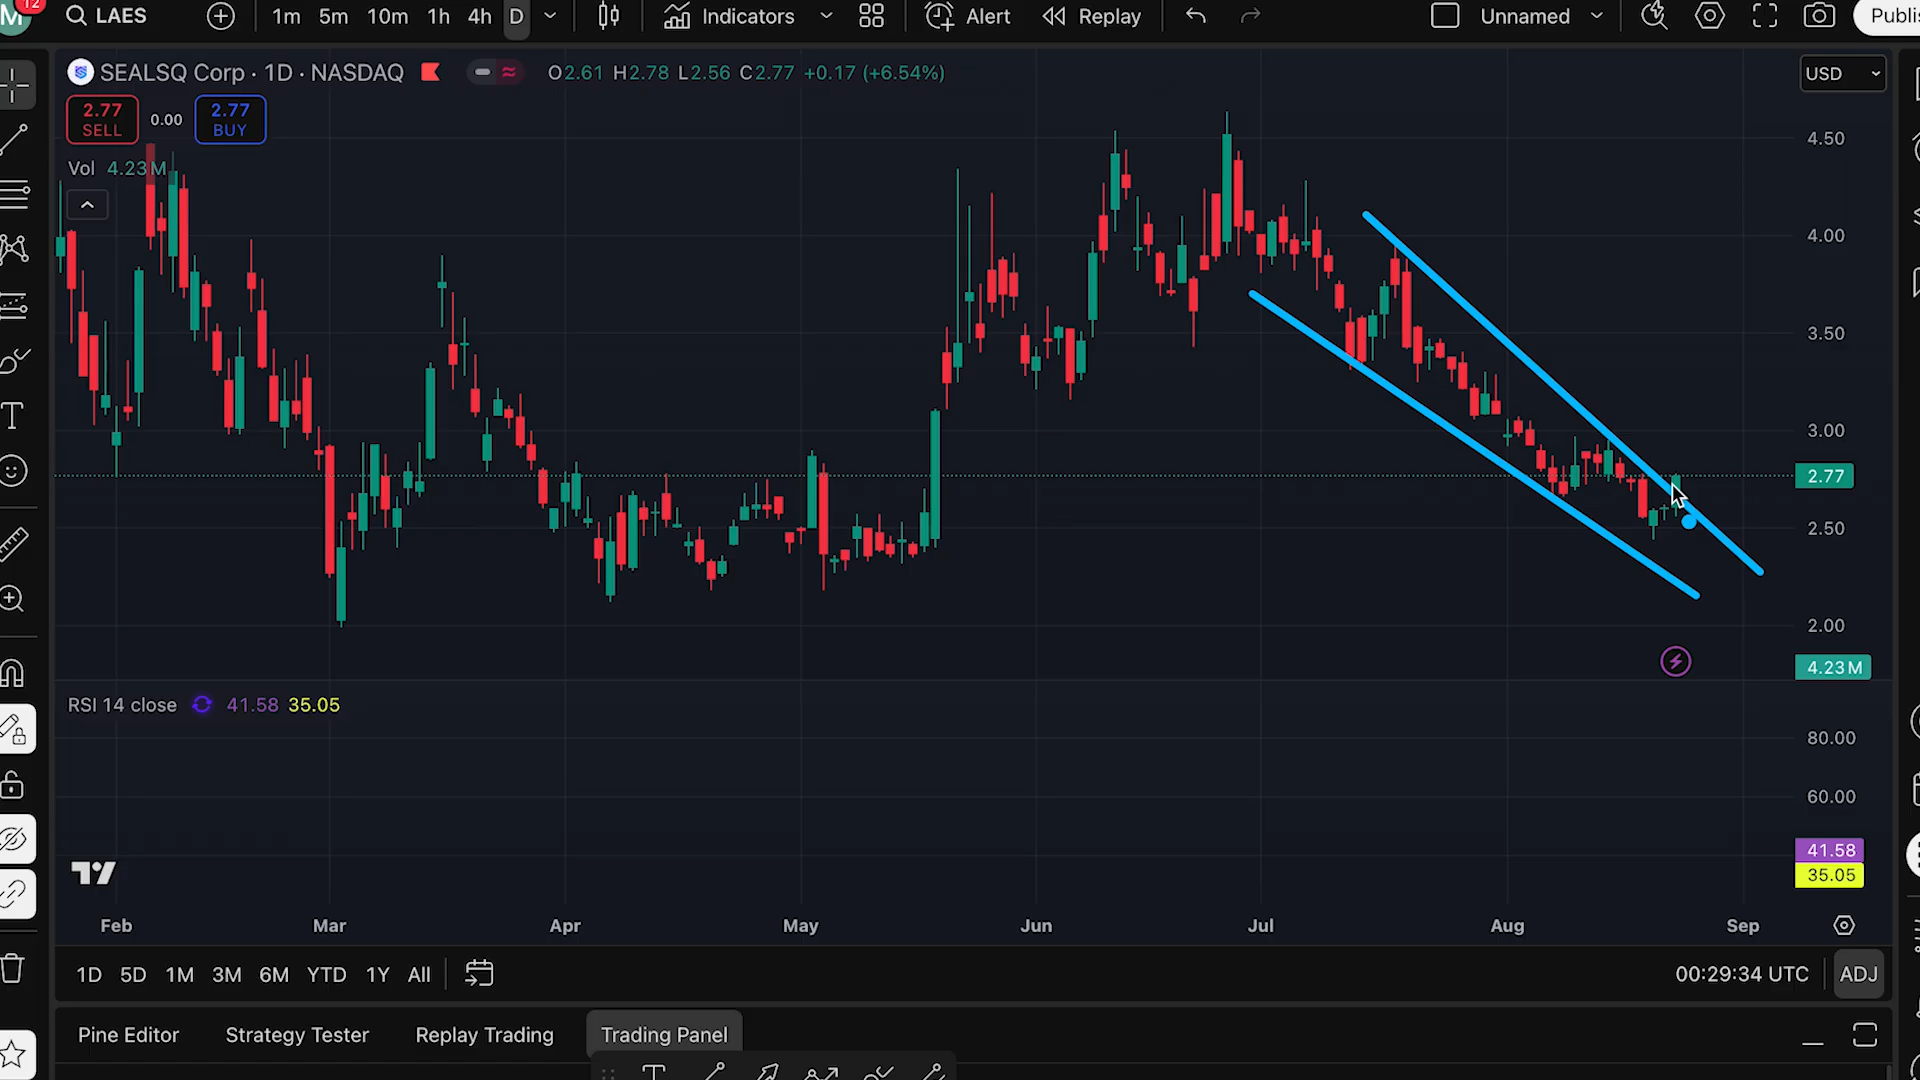 M 12 LAES 1m 5m 10m 1h 4h D Indicators Alert Replay Unnamed Publi
SEALSQ Corp · 1D · NASDAQ O2.61 H2.78 L2.56 C2.77 +0.17 (+6.54%) USD
2.77 SELL 0.00 2.77 BUY
Vol 4.23M
4.50
4.00
3.50
3.00
2.77
2.50
2.00
4.23M
RSI 14 close 41.58 35.05
80.00
60.00
41.58
35.05
Feb Mar Apr May Jun Jul Aug Sep
1D 5D 1M 3M 6M YTD 1Y All 00:29:34 UTC ADJ
Pine Editor Strategy Tester Replay Trading Trading Panel